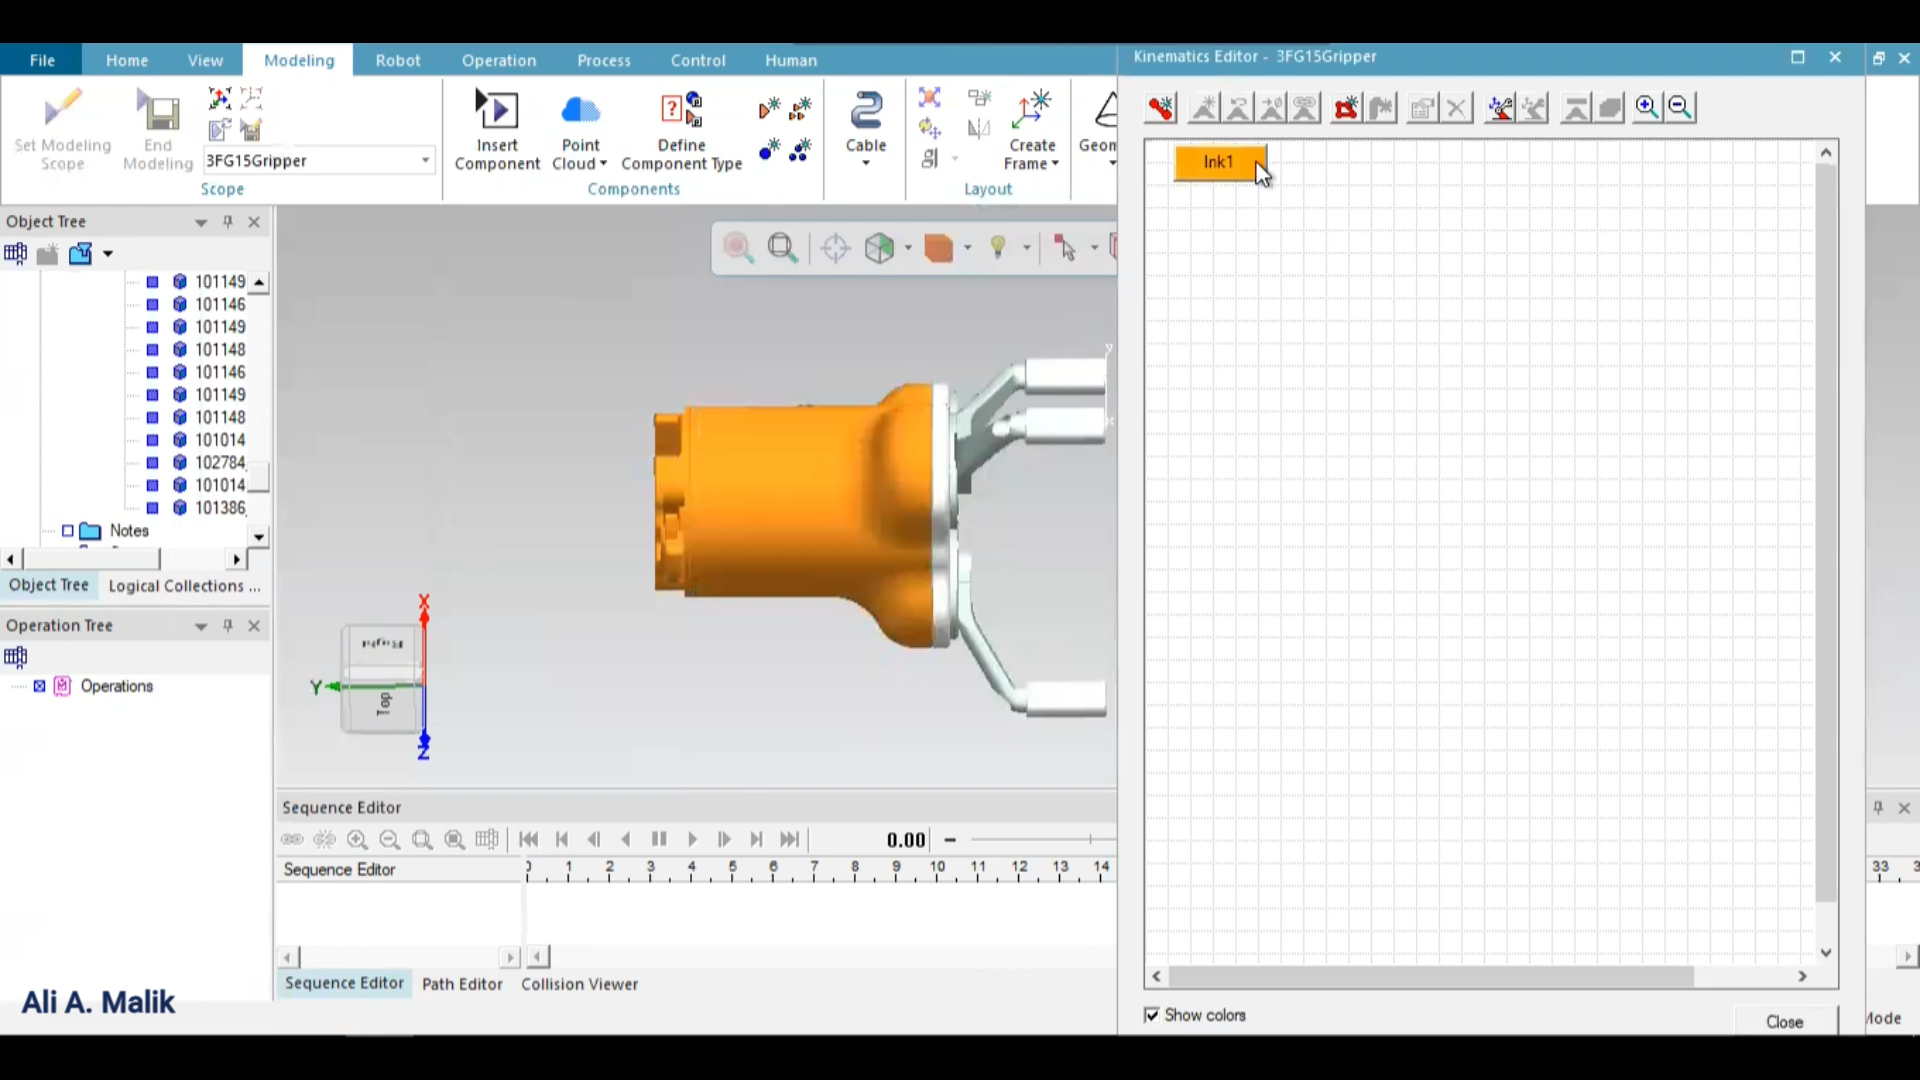 File Home View Modeling Robot Operation Process Control Human
Kinematics Editor - 3FG15Gripper
Set Modeling Scope
End Modeling
3FG15Gripper
Scope
Insert Component
Point Cloud
Define Component Type
Components
Cable
Create Frame
Geom
Layout
lnk1
Object Tree
101149
101146
101149
101148
101146
101149
101148
101014
102784
101014
101386
Notes
Object Tree Logical Collections ...
Operation Tree
Operations
X
Y
Top
Z
y
x
Sequence Editor
0.00
Sequence Editor
0 1 2 3 4 5 6 7 8 9 10 11 12 13 14
33 3
Sequence Editor Path Editor Collision Viewer
Show colors
Close
Mode
Ali A. Malik